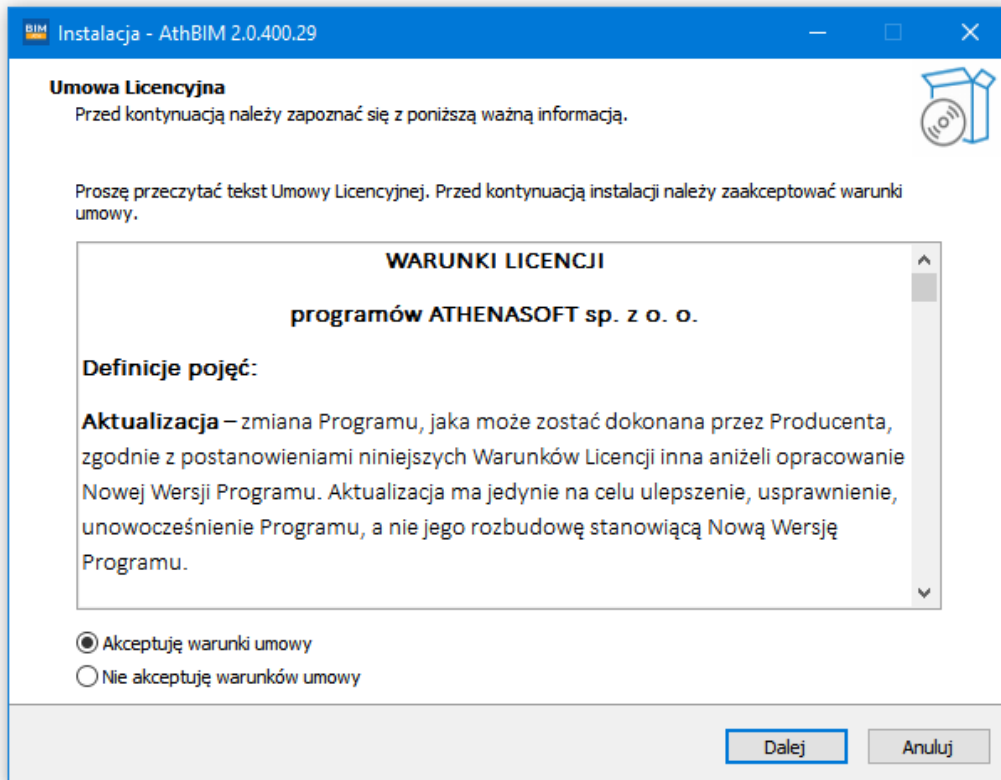 BIM
Instalacja - AthBIM 2.0.400.29
Umowa Licencyjna
Przed kontynuacją należy zapoznać się z poniższą ważną informacją.
Proszę przeczytać tekst Umowy Licencyjnej. Przed kontynuacją instalacji należy zaakceptować warunki
umowy.
WARUNKI LICENCJI
programów ATHENASOFT sp. z o. o.
Definicje pojęć:
Aktualizacja – zmiana Programu, jaka może zostać dokonana przez Producenta,
zgodnie z postanowieniami niniejszych Warunków Licencji inna aniżeli opracowanie
Nowej Wersji Programu. Aktualizacja ma jedynie na celu ulepszenie, usprawnienie,
unowocześnienie Programu, a nie jego rozbudowę stanowiącą Nową Wersję
Programu.
Akceptuję warunki umowy
Nie akceptuję warunków umowy
Dalej
Anuluj